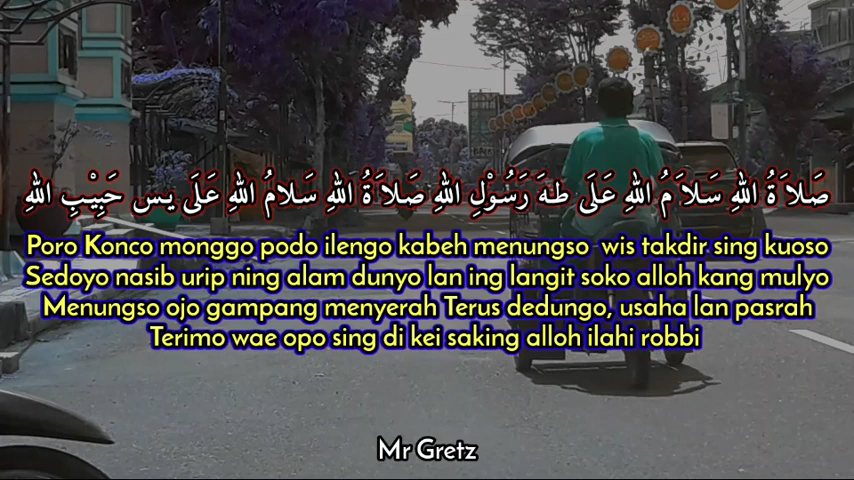 صَلاَةُ اللهِ سَلاَمُ اللهِ عَلَى طهَ رَسُوْلِ اللهِ صَلاَةُ اللهِ سَلامُ اللهِ عَلَى يس حَبِيْبِ اللهِ
Poro Konco monggo podo ilengo kabeh menungso wis takdir sing kuoso
Sedoyo nasib urip ning alam dunyo lan ing langit soko alloh kang mulyo
Menungso ojo gampang menyerah Terus dedungo, usaha lan pasrah
Terimo wae opo sing di kei saking alloh ilahi robbi
Mr Gretz